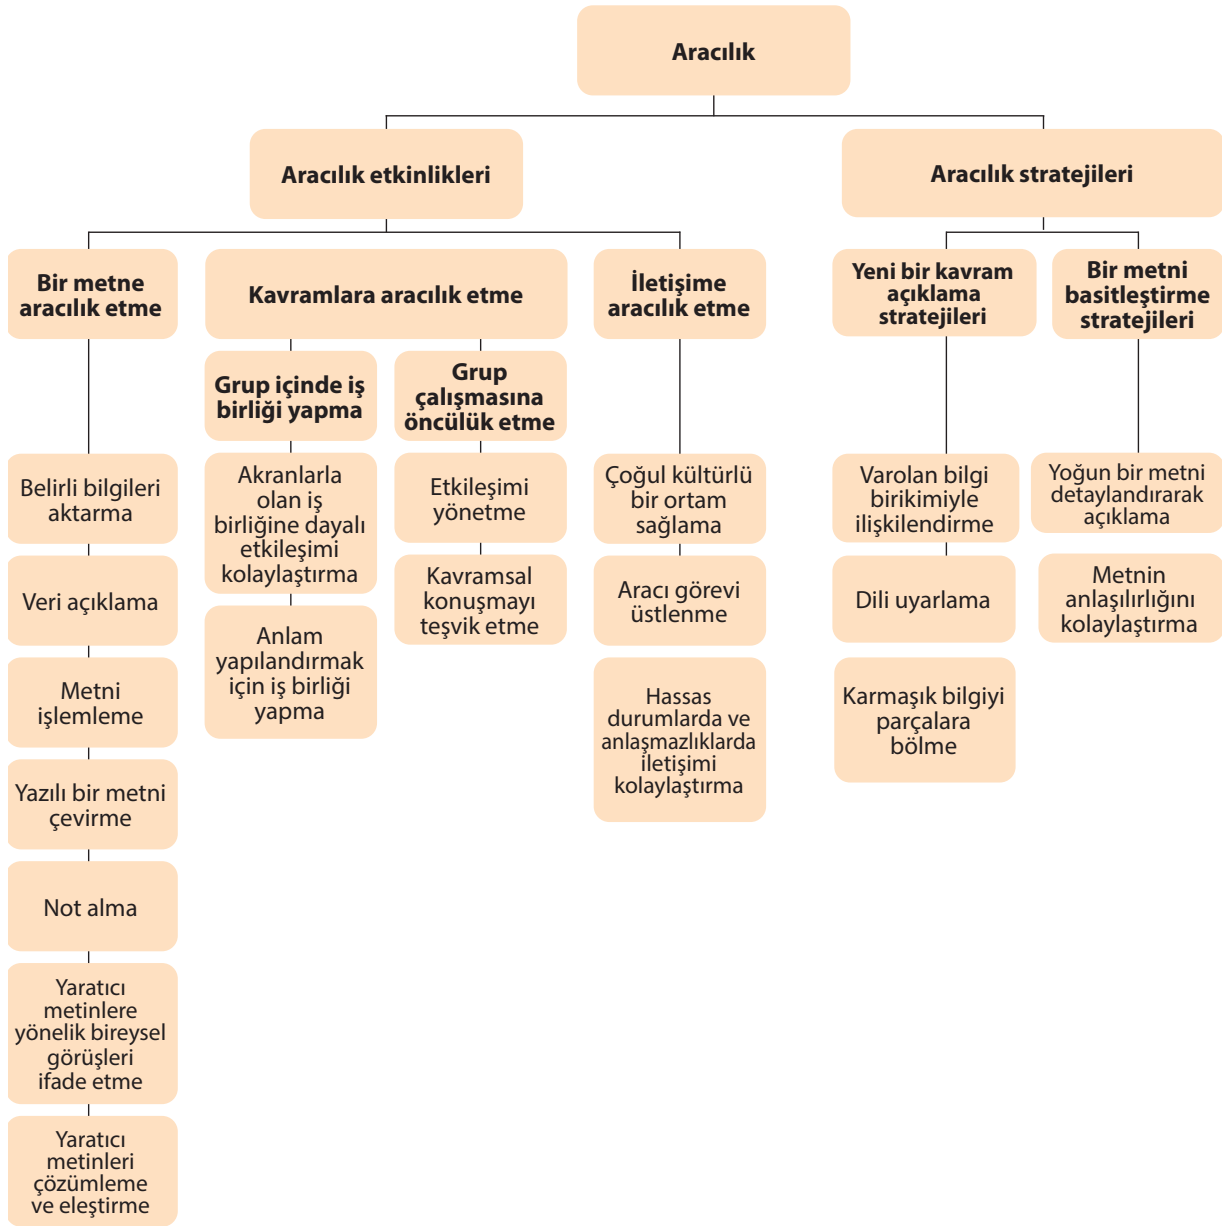 Aracılık
Aracılık etkinlikleri
Aracılık stratejileri
Bir metne
aracılık etme
Kavramlara aracılık etme
İletişime
aracılık etme
Yeni bir kavram
açıklama
stratejileri
Bir metni
basitleştirme
stratejileri
Grup içinde iş
birliği yapma
Grup
çalışmasına
öncülük etme
Belirli bilgileri
aktarma
Akranlarla
olan iş
birliğine dayalı
etkileşimi
kolaylaştırma
Etkileşimi
yönetme
Çoğul kültürlü
bir ortam
sağlama
Varolan bilgi
birikimiyle
ilişkilendirme
Yoğun bir metni
detaylandırarak
açıklama
Veri açıklama
Kavramsal
konuşmayı
teşvik etme
Aracı görevi
üstlenme
Dili uyarlama
Metnin
anlaşılırlığını
kolaylaştırma
Anlam
yapılandırmak
için iş birliği
yapma
Metni
işlemleme
Hassas
durumlarda ve
anlaşmazlıklarda
iletişimi
kolaylaştırma
Karmaşık bilgiyi
parçalara
bölme
Yazılı bir metni
çevirme
Not alma
Yaratıcı
metinlere
yönelik bireysel
görüşleri
ifade etme
Yaratıcı
metinleri
çözümleme
ve eleştirme